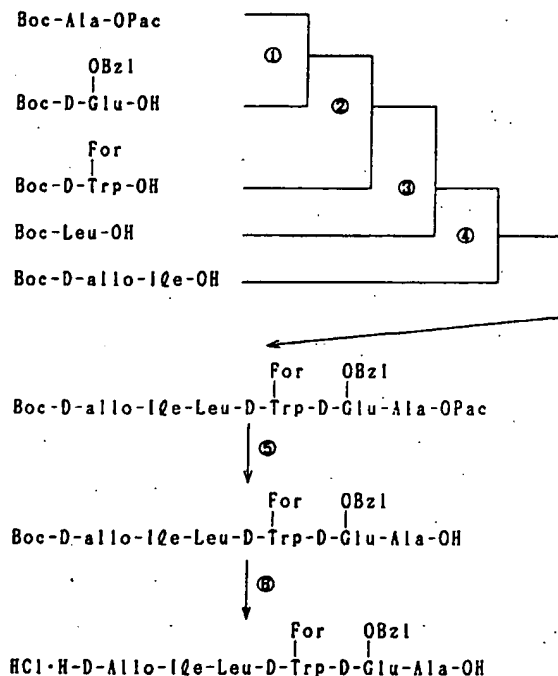 Boc-Ala-OPac
①
OBzl
Boc-D-Glu-OH
②
For
Boc-D-Trp-OH
③
Boc-Leu-OH
④
Boc-D-allo-Iℓe-OH
For OBzl
Boc-D-allo-Iℓe-Leu-D-Trp-D-Glu-Ala-OPac
⑤
For OBzl
Boc-D-allo-Iℓe-Leu-D-Trp-D-Glu-Ala-OH
⑥
For OBzl
HCl·H-D-Allo-Iℓe-Leu-D-Trp-D-Glu-Ala-OH